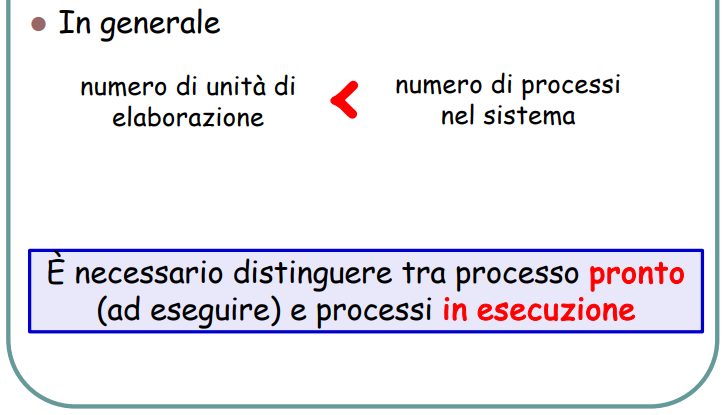 In generale
numero di unità di
elaborazione
<
numero di processi
nel sistema
È necessario distinguere tra processo pronto
(ad eseguire) e processi in esecuzione